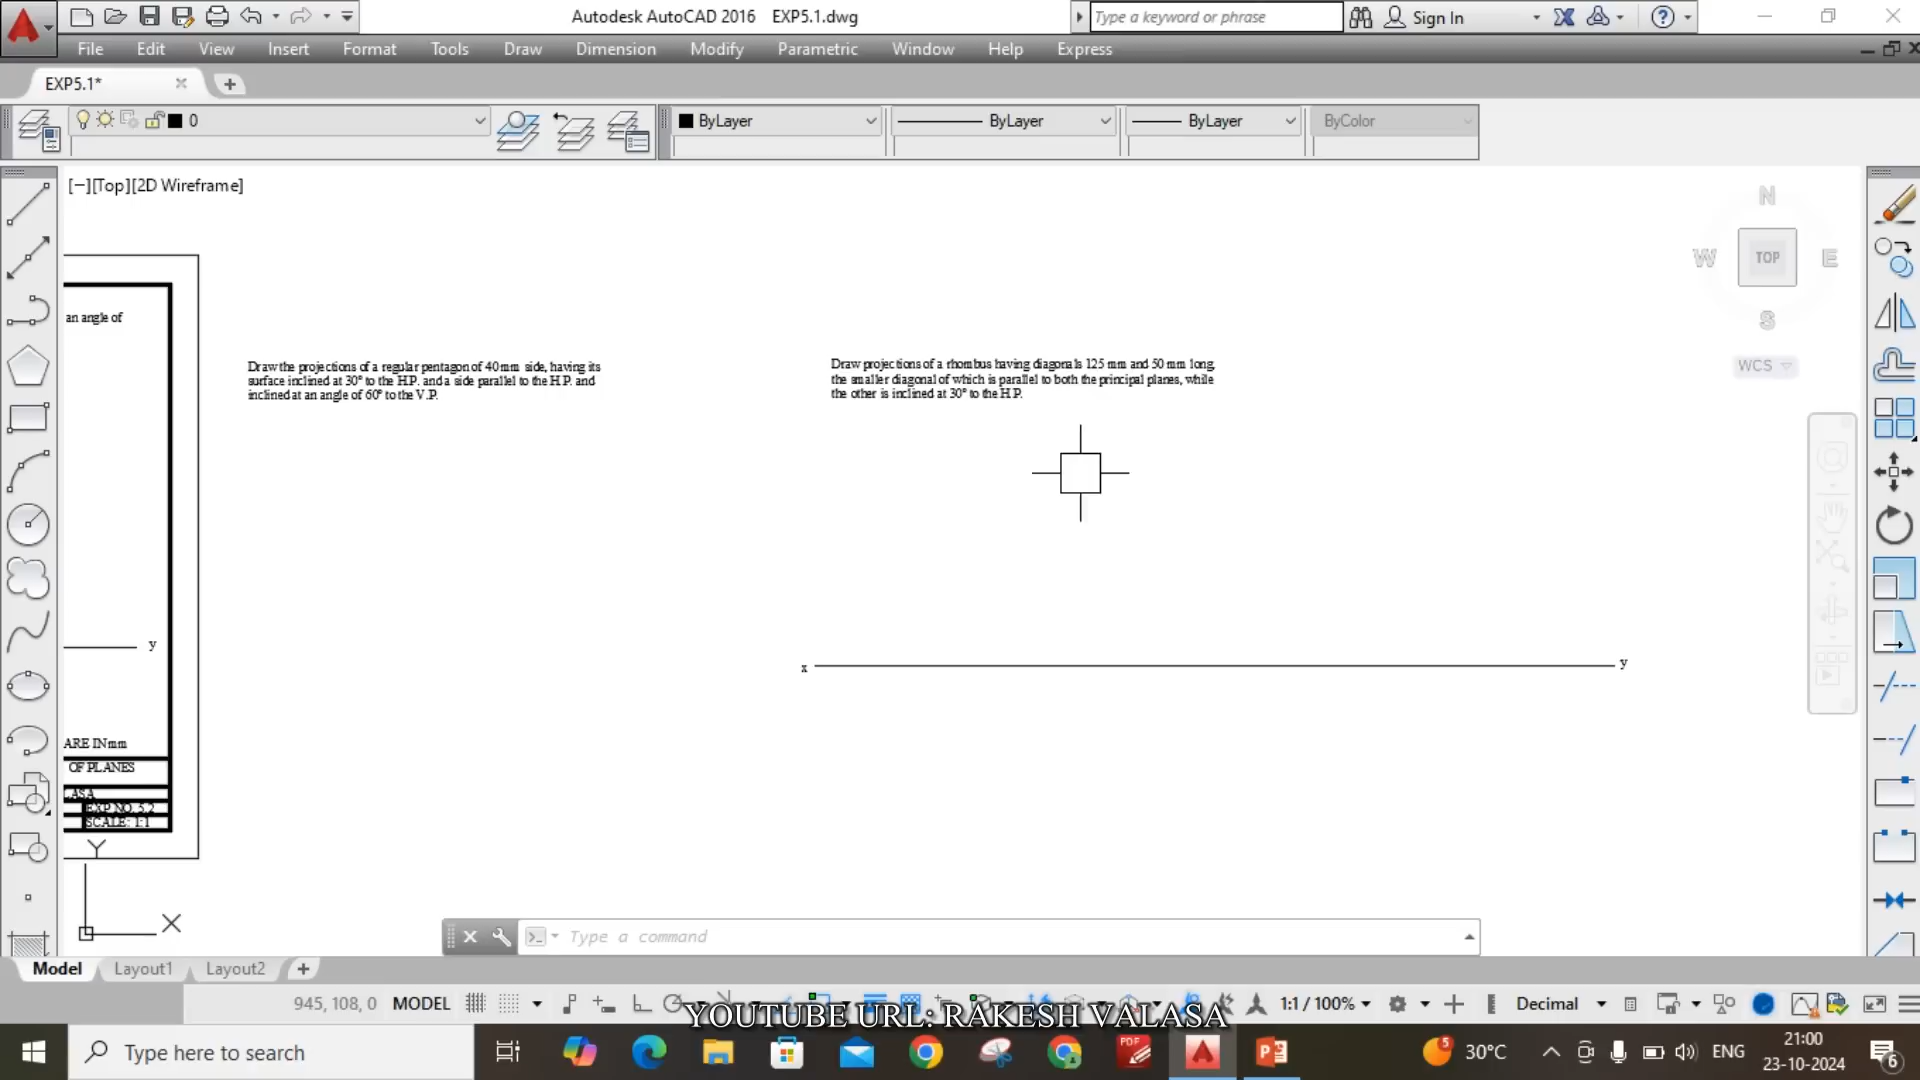 Autodesk AutoCAD 2016 EXP5.1.dwg
Type a keyword or phrase
Sign In
File Edit View Insert Format Tools Draw Dimension Modify Parametric Window Help Express
EXP5.1*
0
ByLayer
ByLayer
ByLayer
ByColor
[−][Top][2D Wireframe]
N
W TOP E
S
WCS
an angle of
Draw the projections of a regular pentagon of 40 mm side, having its
surface inclined at 30° to the H.P. and a side parallel to the H.P. and
inclined at an angle of 60° to the V.P.
Draw projections of a rhombus having diagonals 125 mm and 50 mm long,
the smaller diagonal of which is parallel to both the principal planes, while
the other is inclined at 30° to the H.P.
y
x
y
ARE IN mm
OF PLANES
LASA
EXP NO. 5.2
SCALE: 1:1
Y
X
Type a command
Model Layout1 Layout2
945, 108, 0 MODEL
1:1 / 100%
Decimal
YOUTUBE URL: RAKESH VALASA
Type here to search
PDF
5
30°C
ENG
21:00
23-10-2024
6